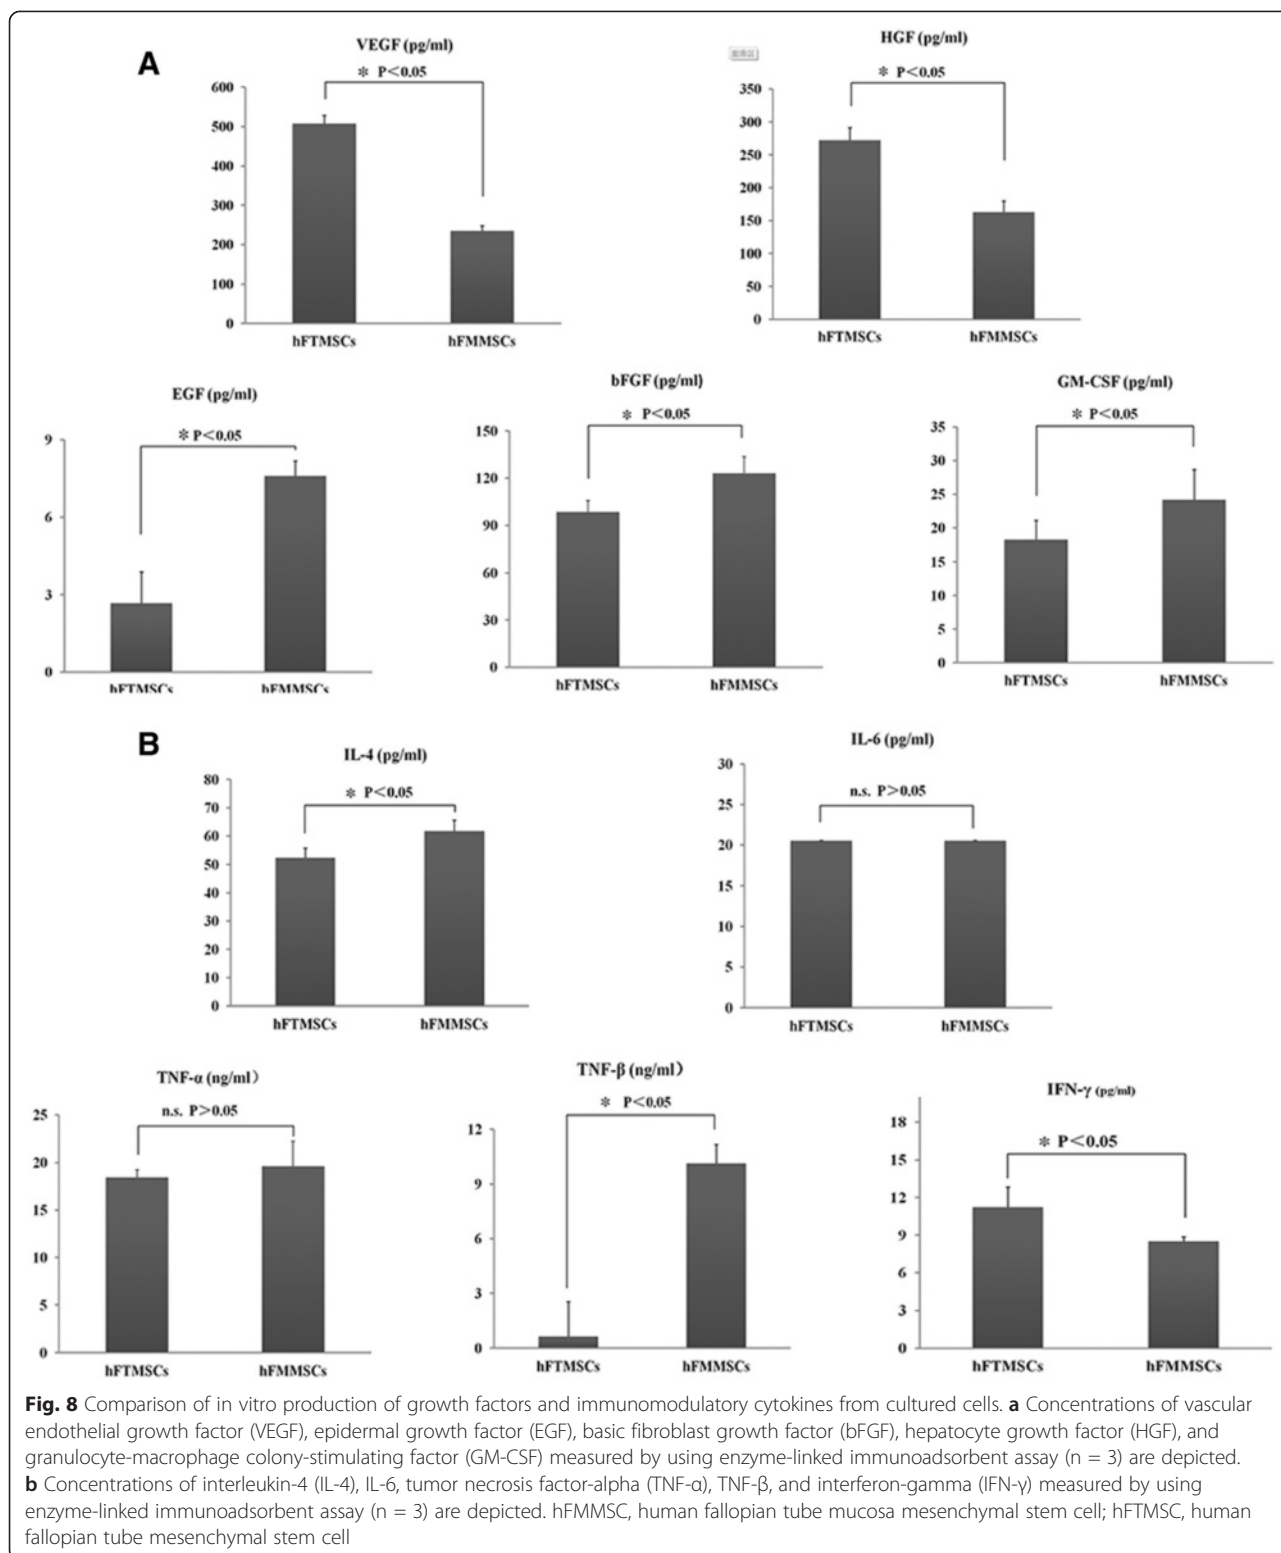 A
VEGF (pg/ml)
* P<0.05
600
500
400
300
200
100
0
hFTMSCs hFMMSCs
HGF (pg/ml)
* P<0.05
350
300
250
200
150
100
50
0
hFTMSCs hFMMSCs
EGF (pg/ml)
* P<0.05
9
6
3
0
hFTMSCs hFMMSCs
bFGF (pg/ml)
* P<0.05
150
120
90
60
30
0
hFTMSCs hFMMSCs
GM-CSF (pg/ml)
* P<0.05
35
30
25
20
15
10
5
0
hFTMSCs hFMMSCs
B
IL-4 (pg/ml)
* P<0.05
80
70
60
50
40
30
20
10
0
hFTMSCs hFMMSCs
IL-6 (pg/ml)
n.s. P>0.05
30
25
20
15
10
5
0
hFTMSCs hFMMSCs
TNF-α (ng/ml)
n.s. P>0.05
25
20
15
10
5
0
hFTMSCs hFMMSCs
TNF-β (ng/ml)
* P<0.05
12
9
6
3
0
hFTMSCs hFMMSCs
IFN-γ (pg/ml)
* P<0.05
18
15
12
9
6
3
0
hFTMSCs hFMMSCs
Fig. 8 Comparison of in vitro production of growth factors and immunomodulatory cytokines from cultured cells. a Concentrations of vascular
endothelial growth factor (VEGF), epidermal growth factor (EGF), basic fibroblast growth factor (bFGF), hepatocyte growth factor (HGF), and
granulocyte-macrophage colony-stimulating factor (GM-CSF) measured by using enzyme-linked immunoadsorbent assay (n = 3) are depicted.
b Concentrations of interleukin-4 (IL-4), IL-6, tumor necrosis factor-alpha (TNF-α), TNF-β, and interferon-gamma (IFN-γ) measured by using
enzyme-linked immunoadsorbent assay (n = 3) are depicted. hFMMSC, human fallopian tube mucosa mesenchymal stem cell; hFTMSC, human
fallopian tube mesenchymal stem cell